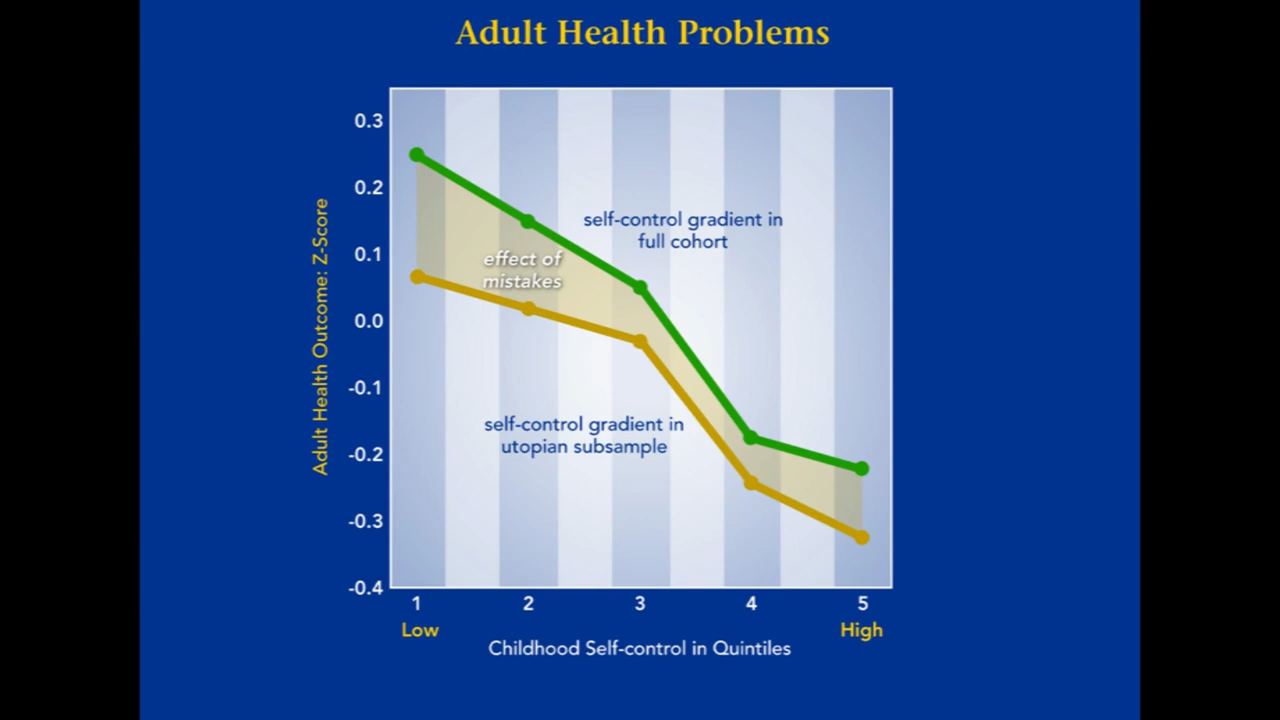 Adult Health Problems
0.3
0.2
0.1
0.0
-0.1
-0.2
-0.3
-0.4
Adult Health Outcome: Z-Score
self-control gradient in
full cohort
effect of
mistakes
self-control gradient in
utopian subsample
1 2 3 4 5
Low High
Childhood Self-control in Quintiles